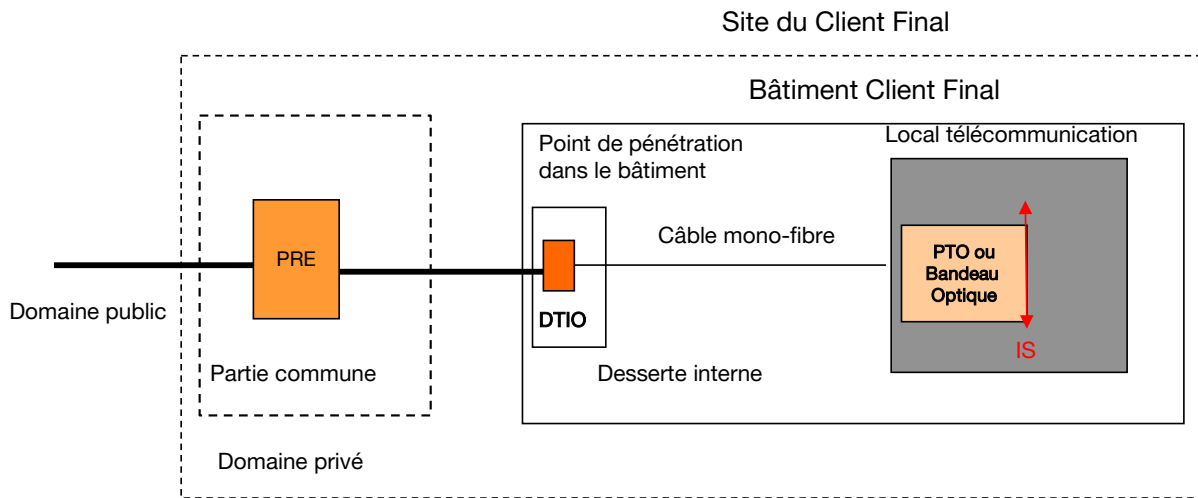 Site du Client Final
Bâtiment Client Final
Point de pénétration
dans le bâtiment
Local télécommunication
PRE
Câble mono-fibre
PTO ou
Bandeau
Optique
Domaine public
DTIO
IS
Partie commune
Desserte interne
Domaine privé